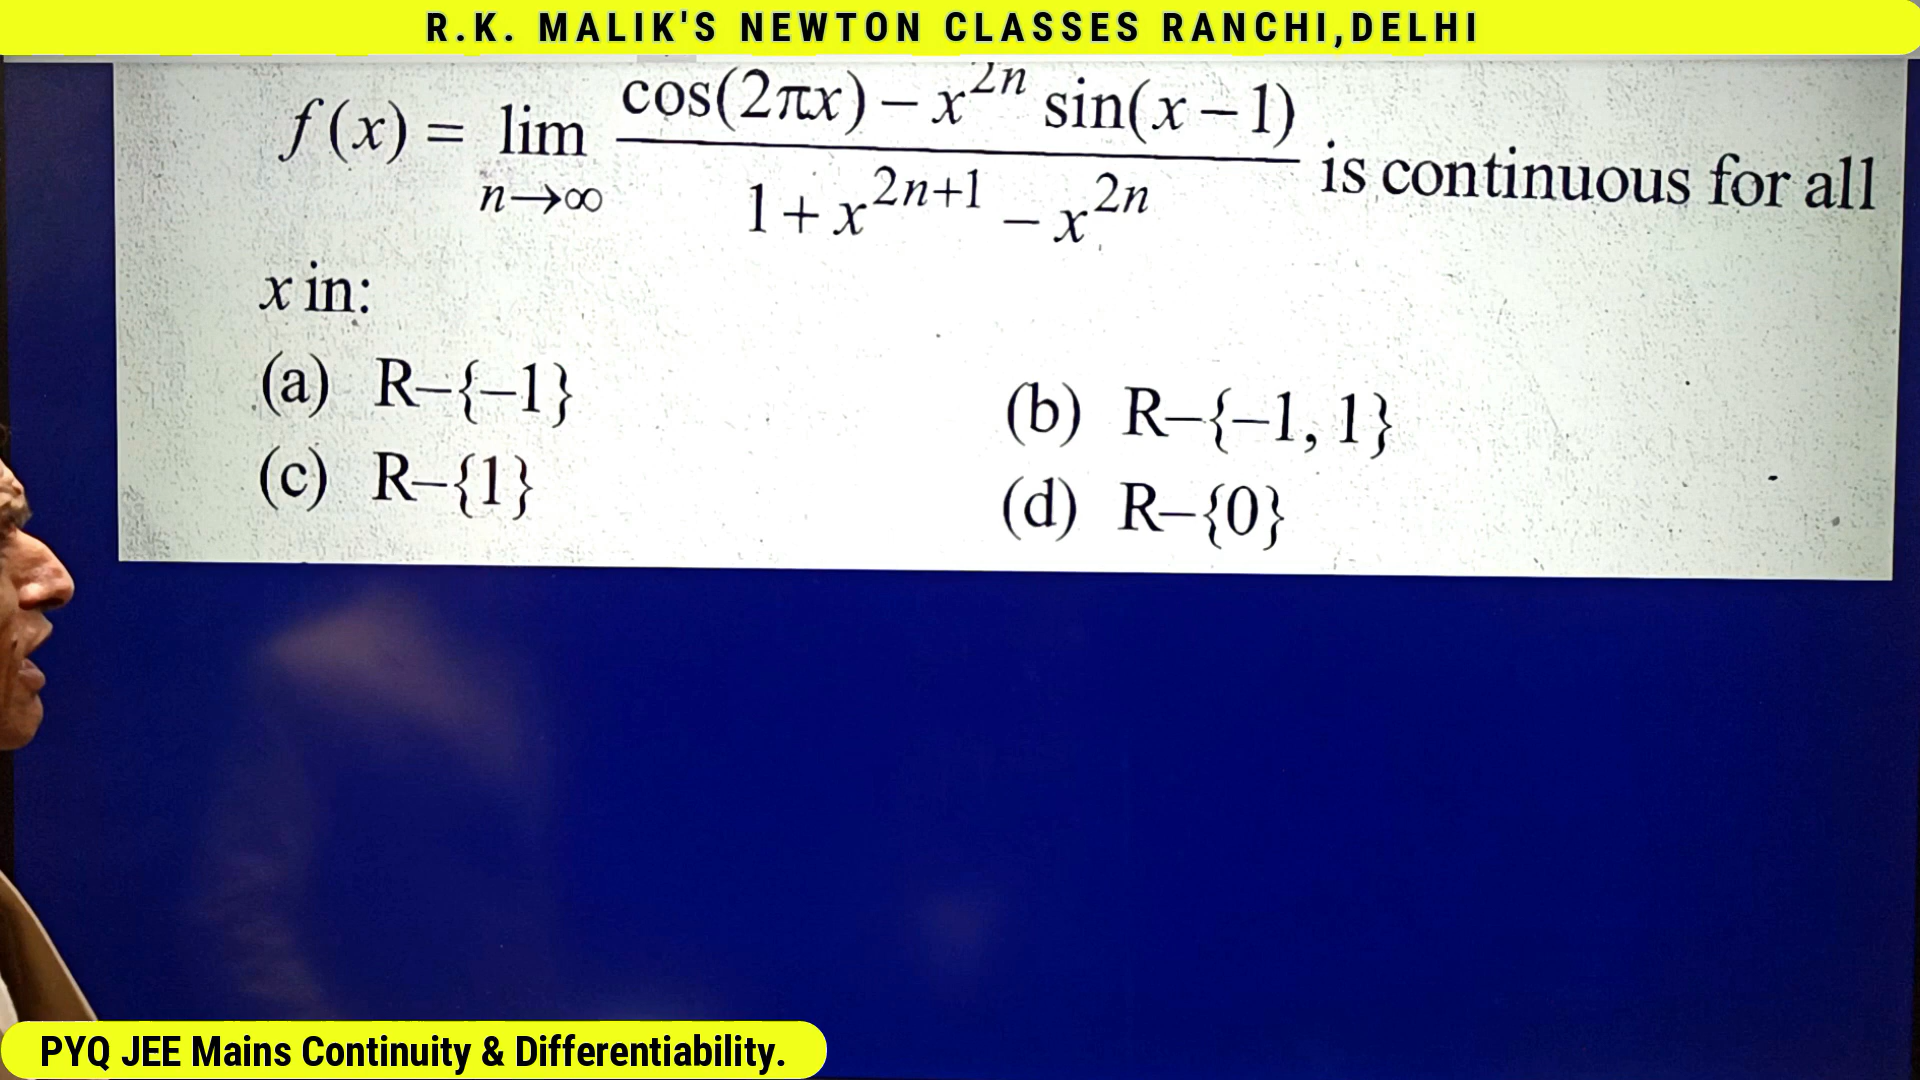 R.K. MALIK'S NEWTON CLASSES RANCHI,DELHI
f(x) = lim n→∞ (cos(2πx) – x^{2n} sin(x – 1)) / (1 + x^{2n+1} – x^{2n}) is continuous for all
x in:
(a) R–{–1} (b) R–{–1, 1}
(c) R–{1} (d) R–{0}
PYQ JEE Mains Continuity & Differentiability.